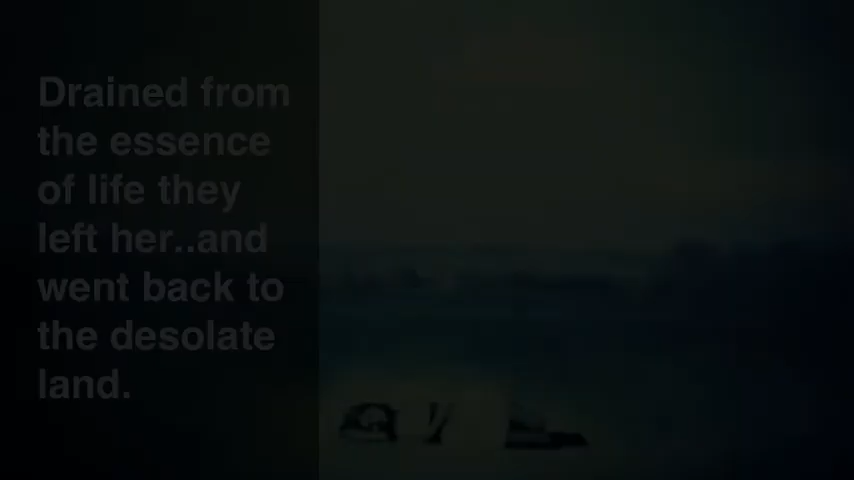 Drained from
the essence
of life they
left her..and
went back to
the desolate
land.